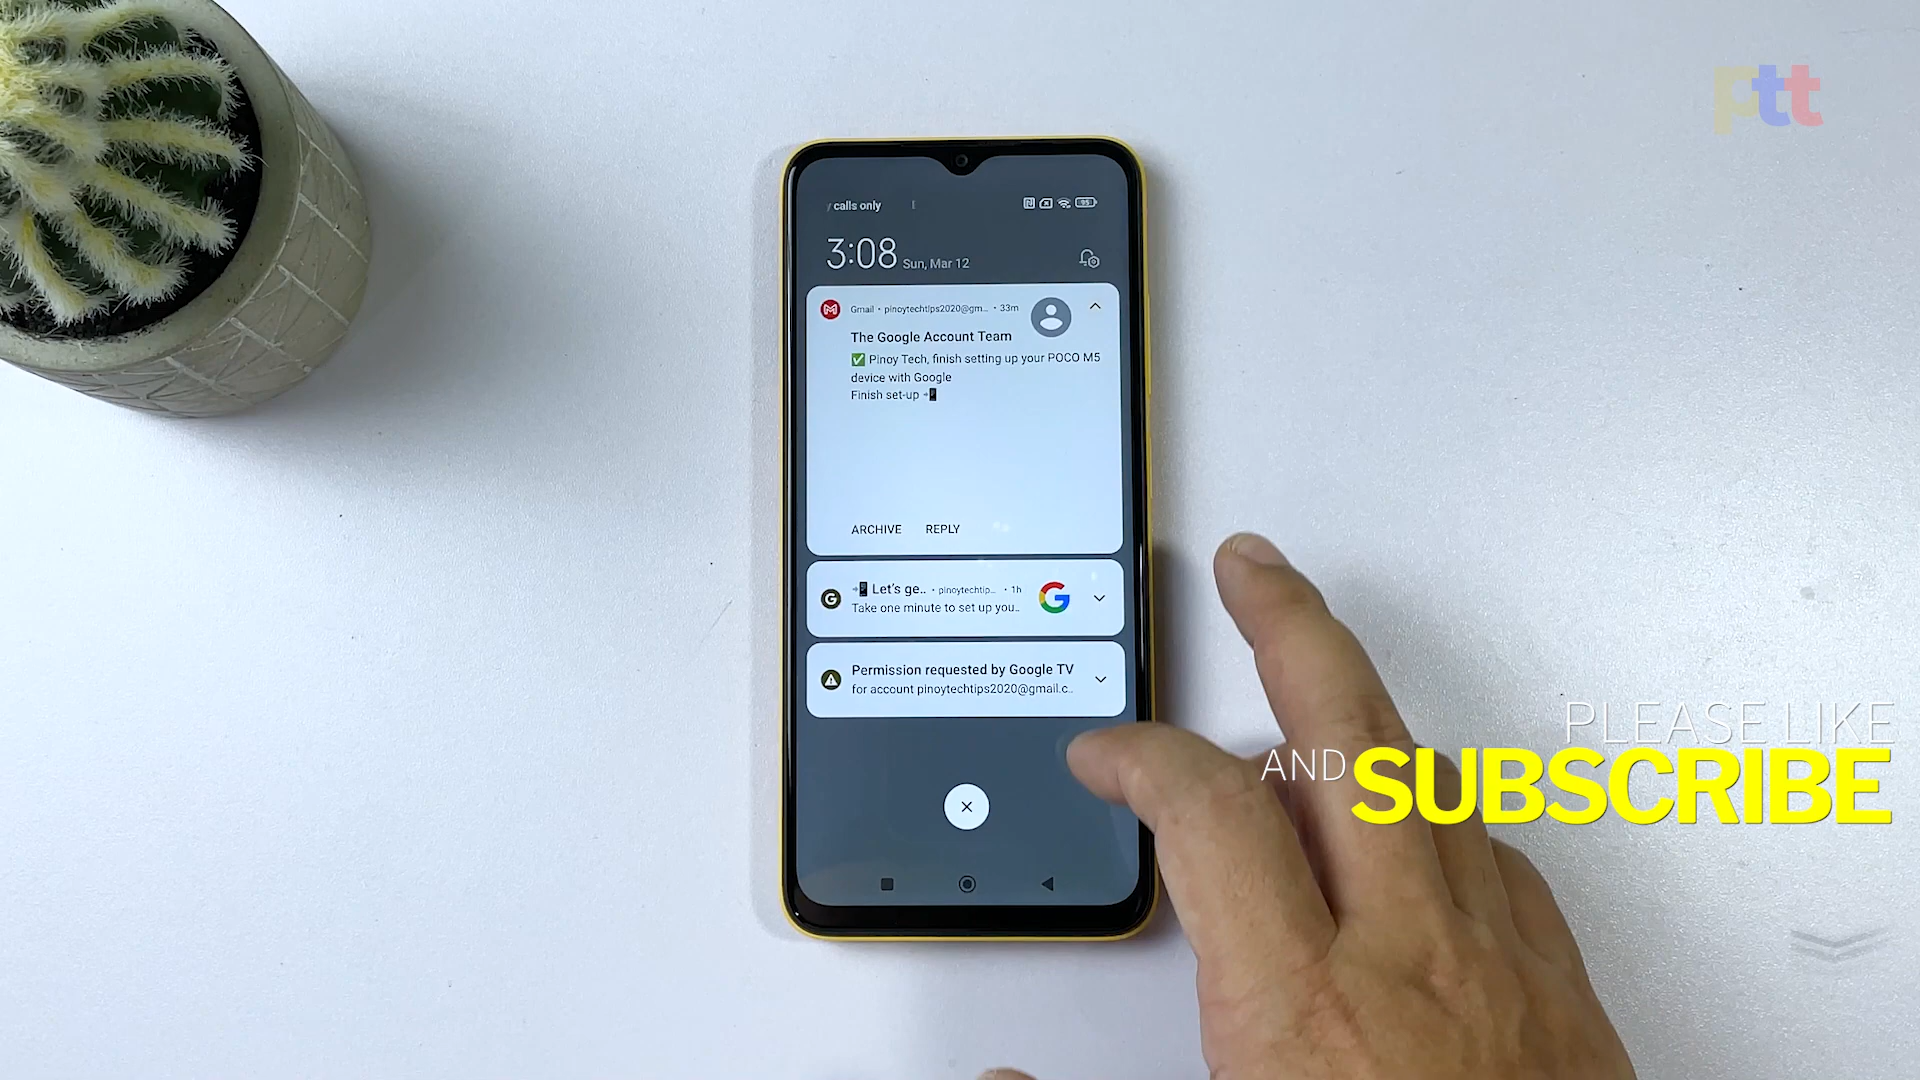 ptt
calls only
95
3:08 Sun, Mar 12
Gmail • pinoytechtips2020@gm... • 33m
The Google Account Team
✅ Pinoy Tech, finish setting up your POCO M5
device with Google
Finish set-up 📲
ARCHIVE REPLY
📲 Let's ge.. • pinoytechtip... • 1h
Take one minute to set up you..
Permission requested by Google TV
for account pinoytechtips2020@gmail.c..
PLEASE LIKE
AND SUBSCRIBE